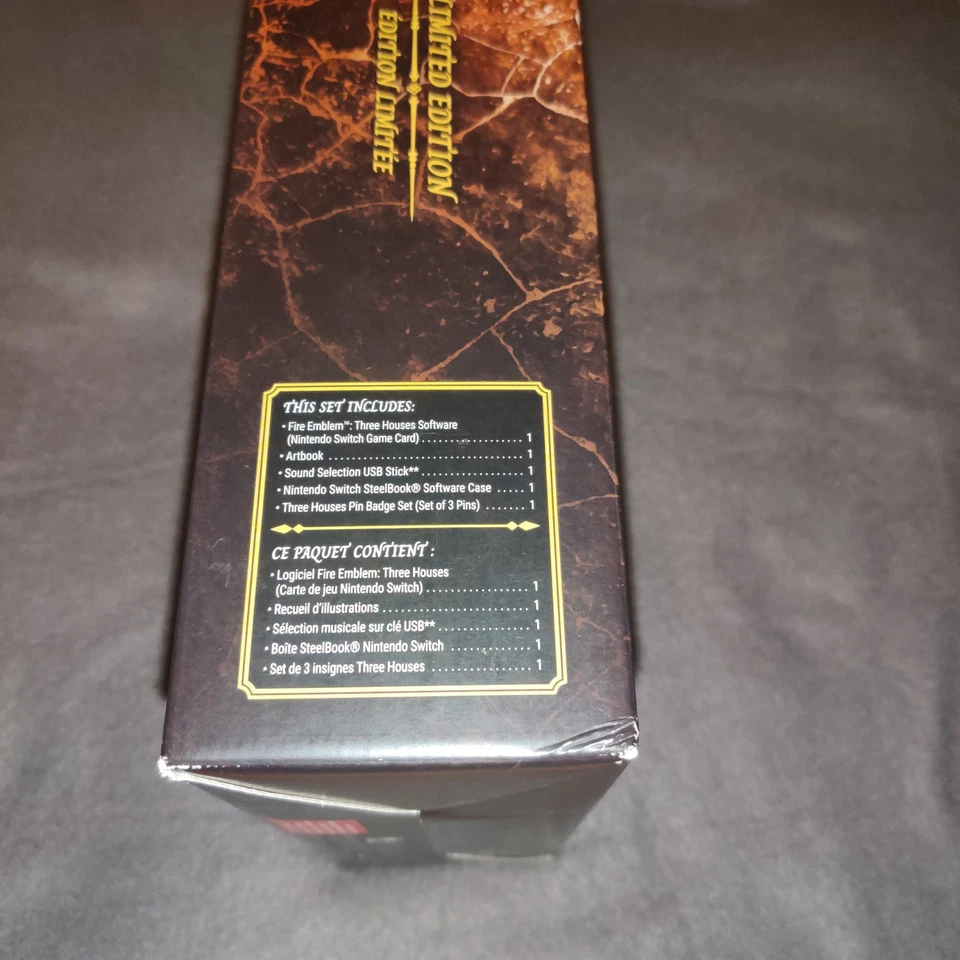 LIMITED EDITION
EDITION LIMITÉE
THIS SET INCLUDES:
• Fire Emblem™: Three Houses Software
(Nintendo Switch Game Card) .................. 1
• Artbook ...................................... 1
• Sound Selection USB Stick** ................... 1
• Nintendo Switch SteelBook® Software Case ..... 1
• Three Houses Pin Badge Set (Set of 3 Pins) ....... 1
CE PAQUET CONTIENT :
• Logiciel Fire Emblem: Three Houses
(Carte de jeu Nintendo Switch) ................... 1
• Recueil d'illustrations .......................... 1
• Sélection musicale sur clé USB** ................. 1
• Boîte SteelBook® Nintendo Switch ............... 1
• Set de 3 insignes Three Houses .................. 1